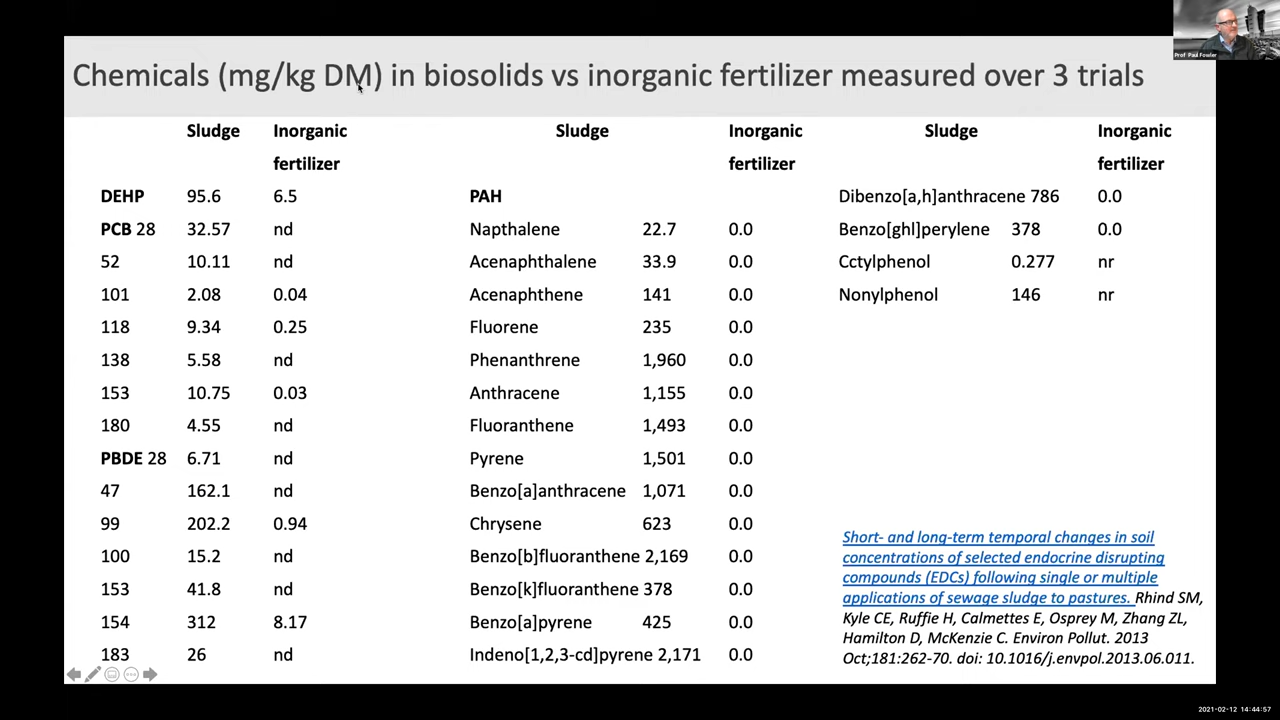 Prof Paul Fowler
Chemicals (mg/kg DM) in biosolids vs inorganic fertilizer measured over 3 trials
Sludge Inorganic fertilizer
DEHP 95.6 6.5
PCB 28 32.57 nd
52 10.11 nd
101 2.08 0.04
118 9.34 0.25
138 5.58 nd
153 10.75 0.03
180 4.55 nd
PBDE 28 6.71 nd
47 162.1 nd
99 202.2 0.94
100 15.2 nd
153 41.8 nd
154 312 8.17
183 26 nd
Sludge Inorganic fertilizer
PAH
Napthalene 22.7 0.0
Acenaphthalene 33.9 0.0
Acenaphthene 141 0.0
Fluorene 235 0.0
Phenanthrene 1,960 0.0
Anthracene 1,155 0.0
Fluoranthene 1,493 0.0
Pyrene 1,501 0.0
Benzo[a]anthracene 1,071 0.0
Chrysene 623 0.0
Benzo[b]fluoranthene 2,169 0.0
Benzo[k]fluoranthene 378 0.0
Benzo[a]pyrene 425 0.0
Indeno[1,2,3-cd]pyrene 2,171 0.0
Sludge Inorganic fertilizer
Dibenzo[a,h]anthracene 786 0.0
Benzo[ghl]perylene 378 0.0
Cctylphenol 0.277 nr
Nonylphenol 146 nr
Short- and long-term temporal changes in soil
concentrations of selected endocrine disrupting
compounds (EDCs) following single or multiple
applications of sewage sludge to pastures. Rhind SM,
Kyle CE, Ruffie H, Calmettes E, Osprey M, Zhang ZL,
Hamilton D, McKenzie C. Environ Pollut. 2013
Oct;181:262-70. doi: 10.1016/j.envpol.2013.06.011.
2021-02-12 14:44:57